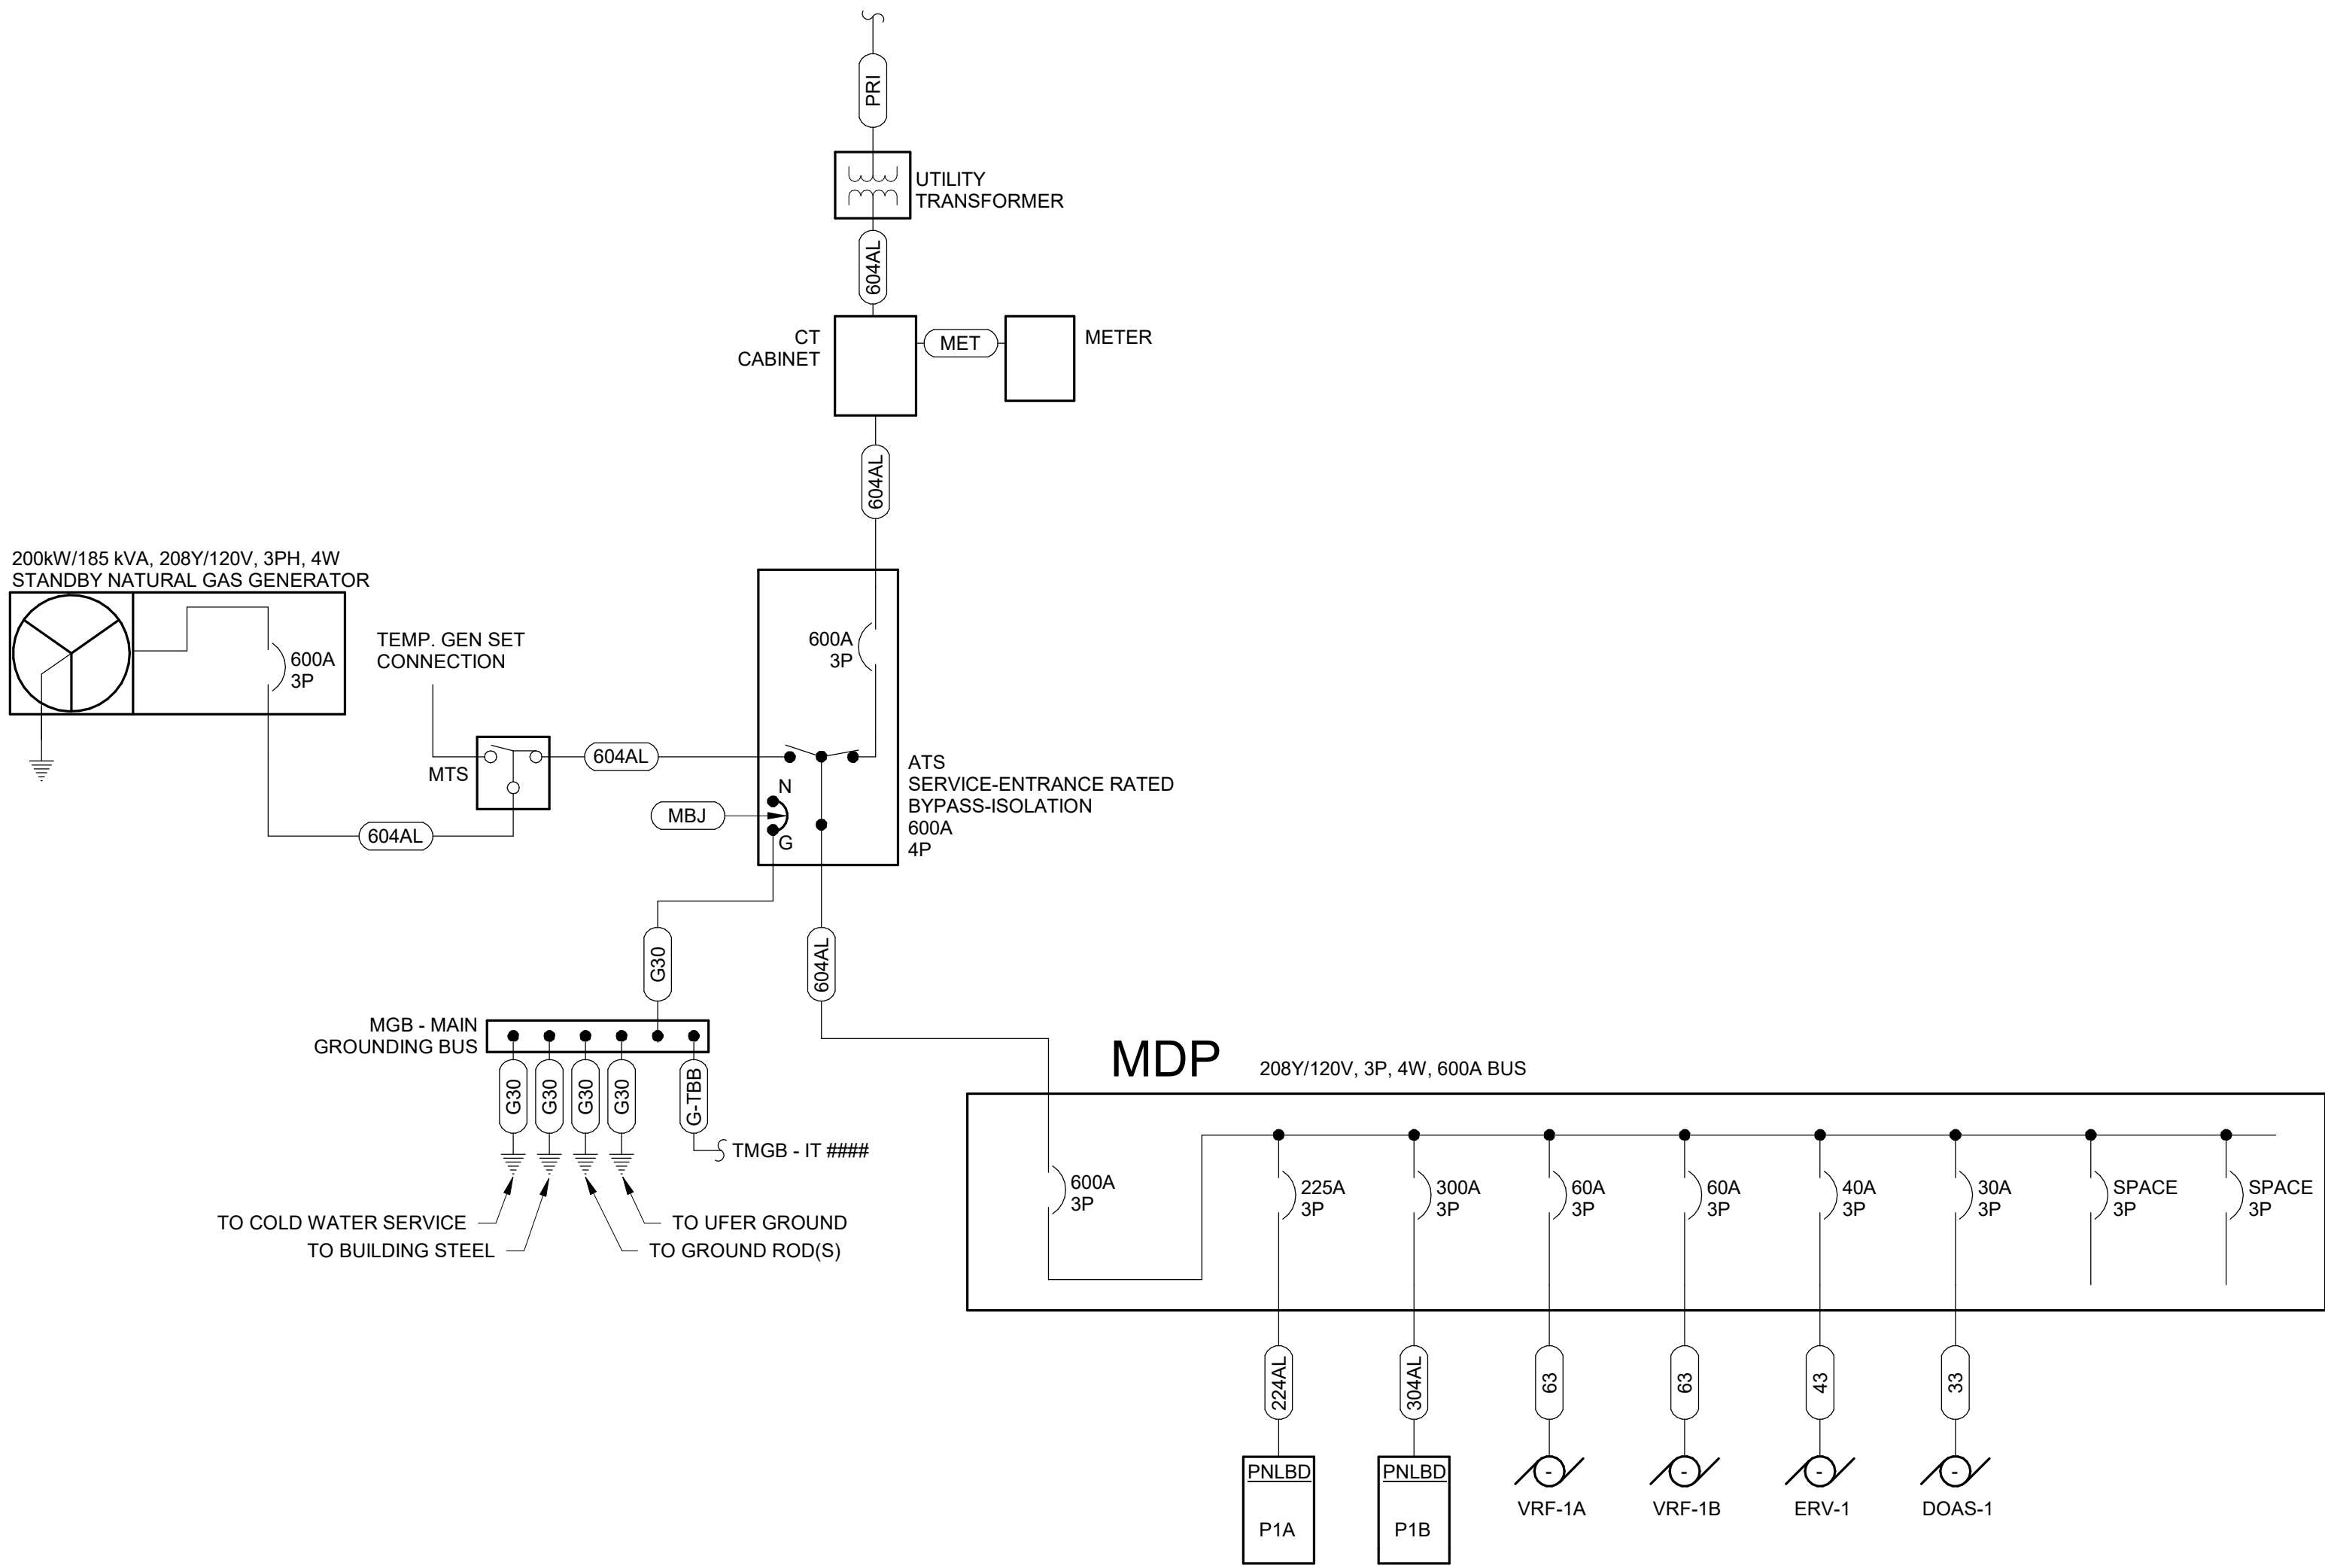 PRI
UTILITY
TRANSFORMER
604AL
CT
CABINET
MET
METER
604AL
200kW/185 kVA, 208Y/120V, 3PH, 4W
STANDBY NATURAL GAS GENERATOR
600A
3P
TEMP. GEN SET
CONNECTION
MTS
604AL
604AL
600A
3P
N
MBJ
G
ATS
SERVICE-ENTRANCE RATED
BYPASS-ISOLATION
600A
4P
G30
604AL
MGB - MAIN
GROUNDING BUS
G30
G30
G30
G30
G-TBB
TMGB - IT ####
TO COLD WATER SERVICE
TO BUILDING STEEL
TO UFER GROUND
TO GROUND ROD(S)
MDP
208Y/120V, 3P, 4W, 600A BUS
600A
3P
225A
3P
300A
3P
60A
3P
60A
3P
40A
3P
30A
3P
SPACE
3P
SPACE
3P
224AL
304AL
63
63
43
33
PNLBD
P1A
PNLBD
P1B
-
VRF-1A
-
VRF-1B
-
ERV-1
-
DOAS-1